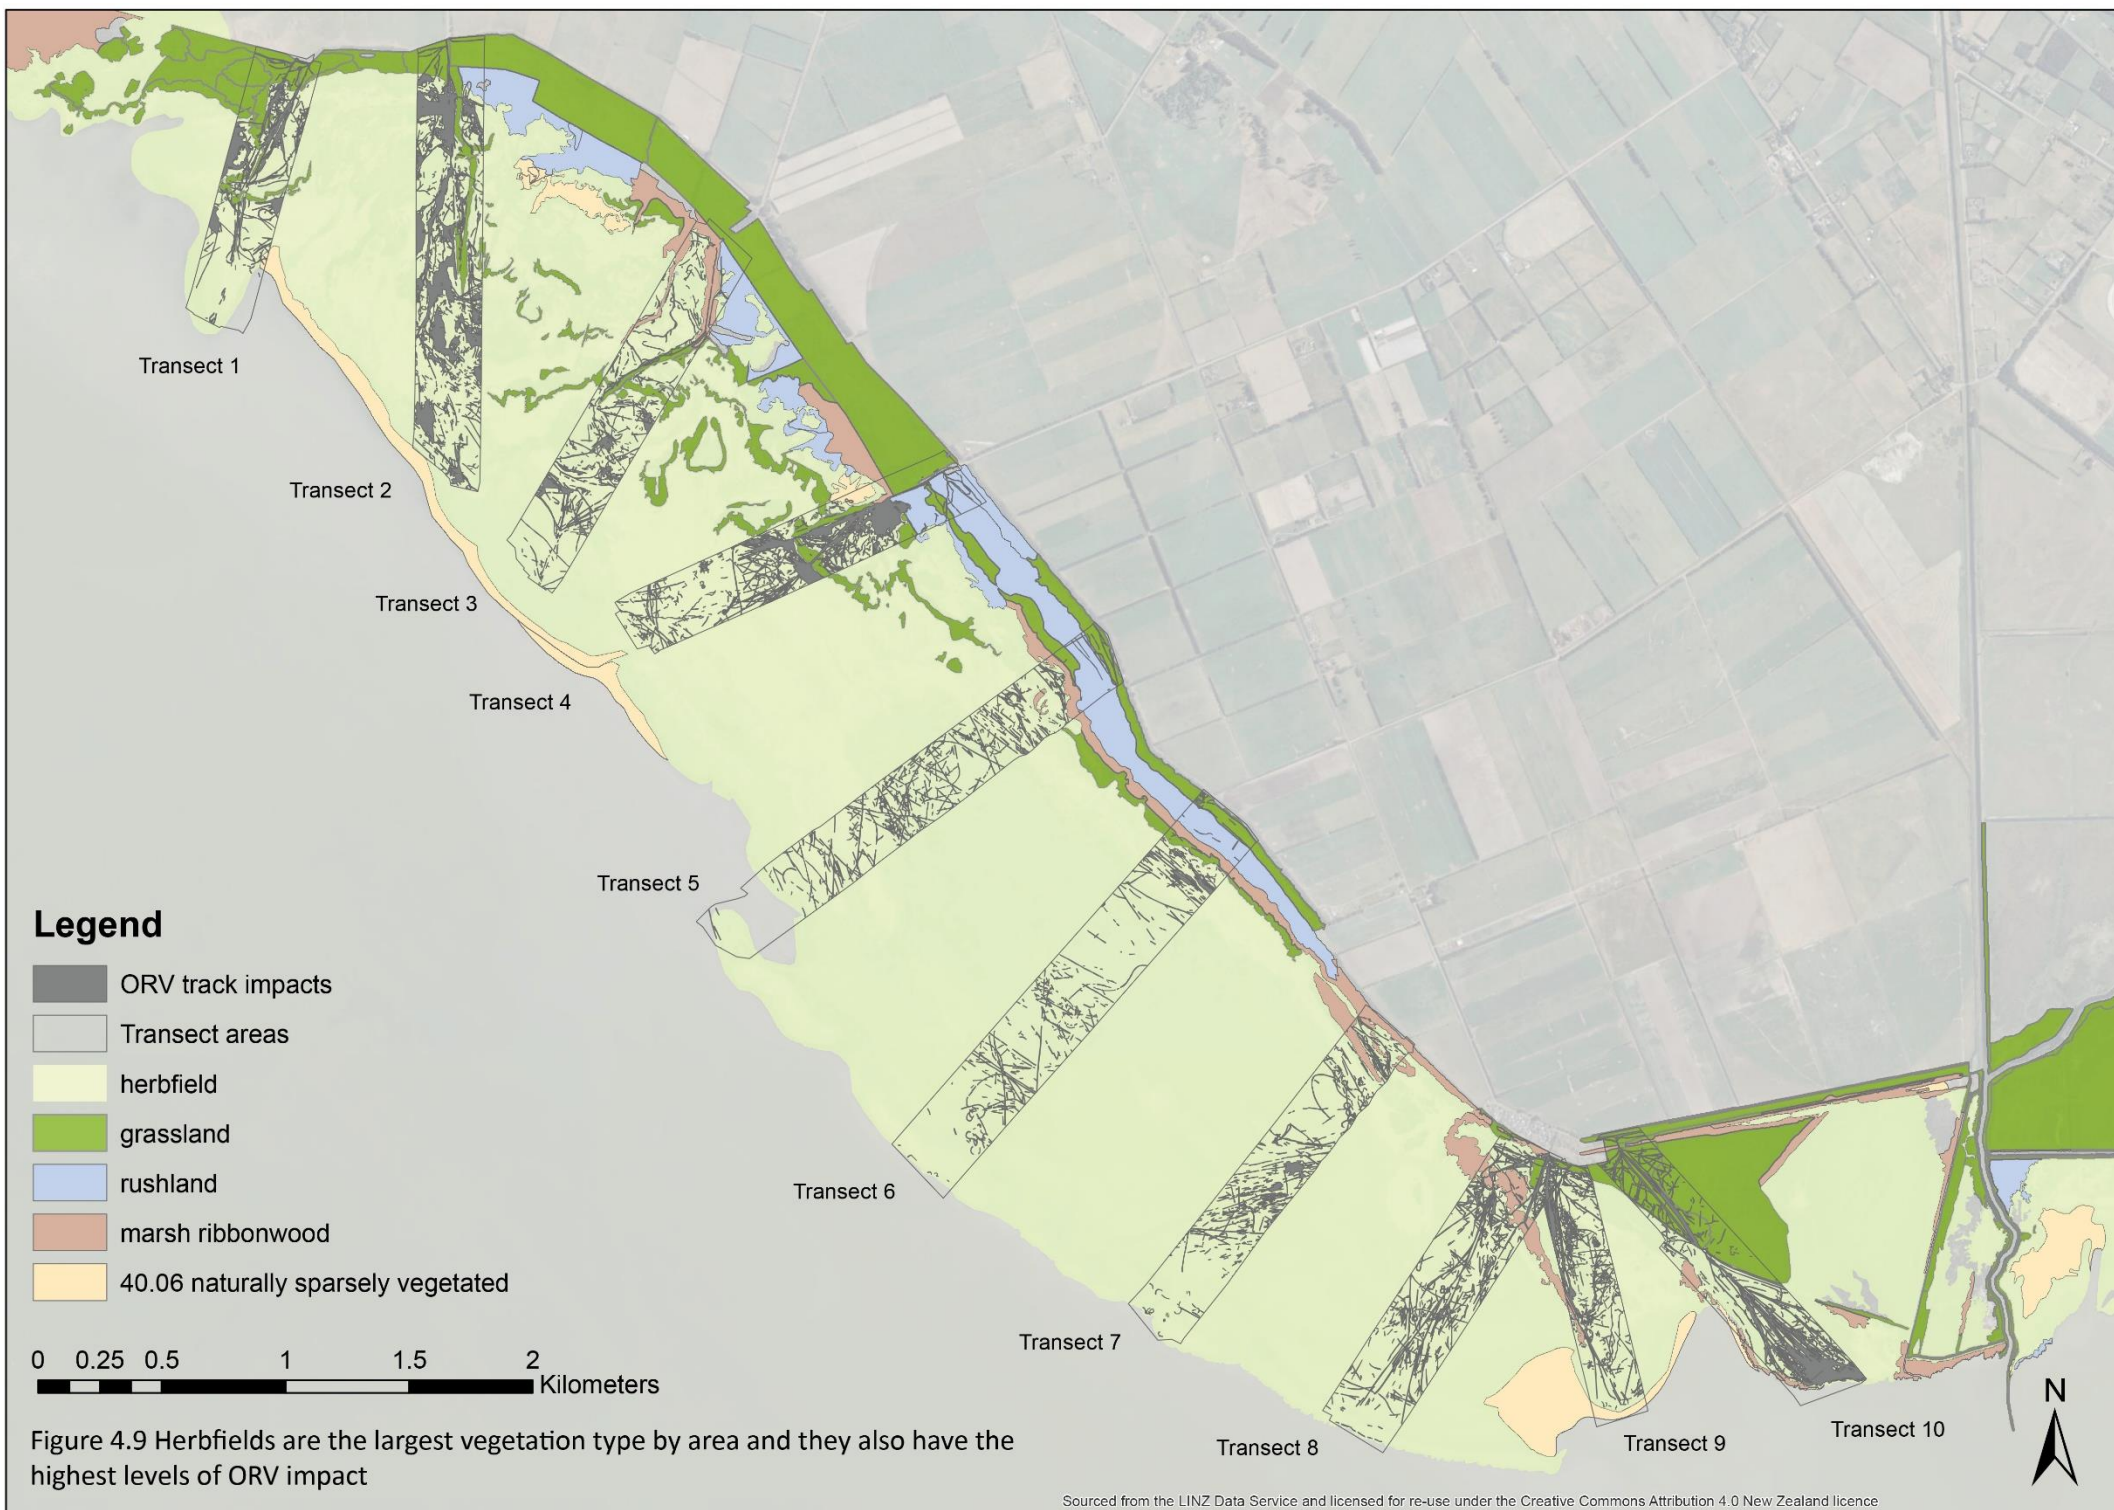 Transect 1
Transect 2
Transect 3
Transect 4
Transect 5
Transect 6
Transect 7
Transect 8
Transect 9
Transect 10
Legend
ORV track impacts
Transect areas
herbfield
grassland
rushland
marsh ribbonwood
40.06 naturally sparsely vegetated
0 0.25 0.5 1 1.5 2
Kilometers
N
Figure 4.9 Herbfields are the largest vegetation type by area and they also have the
highest levels of ORV impact
Sourced from the LINZ Data Service and licensed for re-use under the Creative Commons Attribution 4.0 New Zealand licence